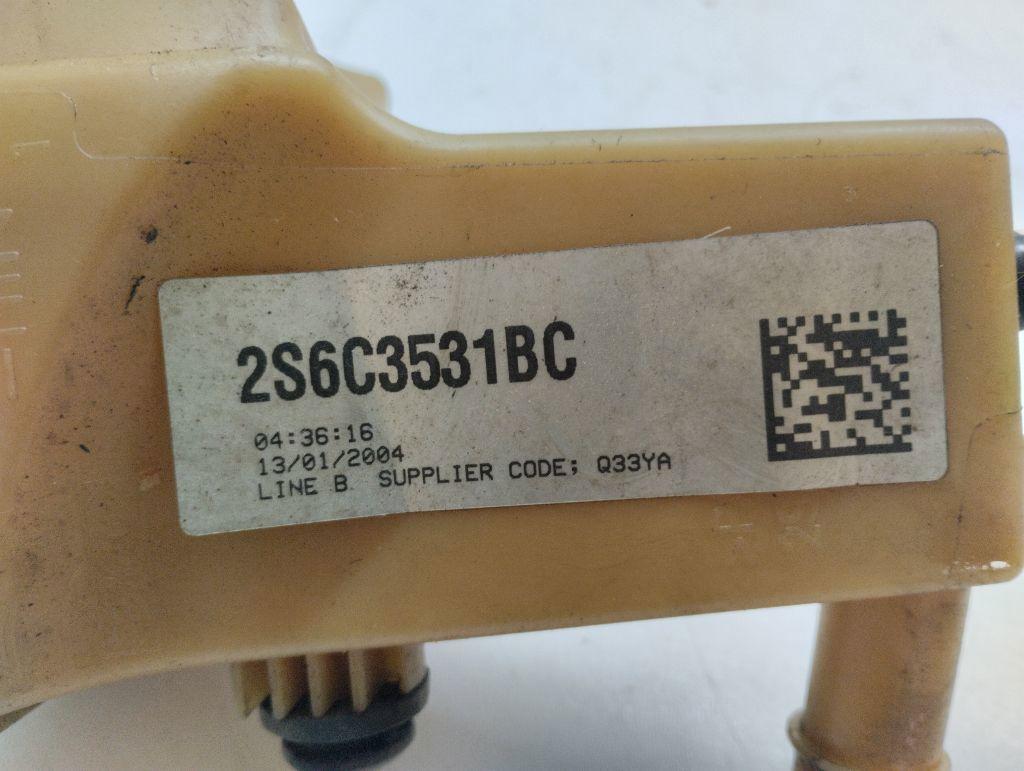 2S6C3531BC
04:36:16
13/01/2004
LINE B SUPPLIER CODE; Q33YA